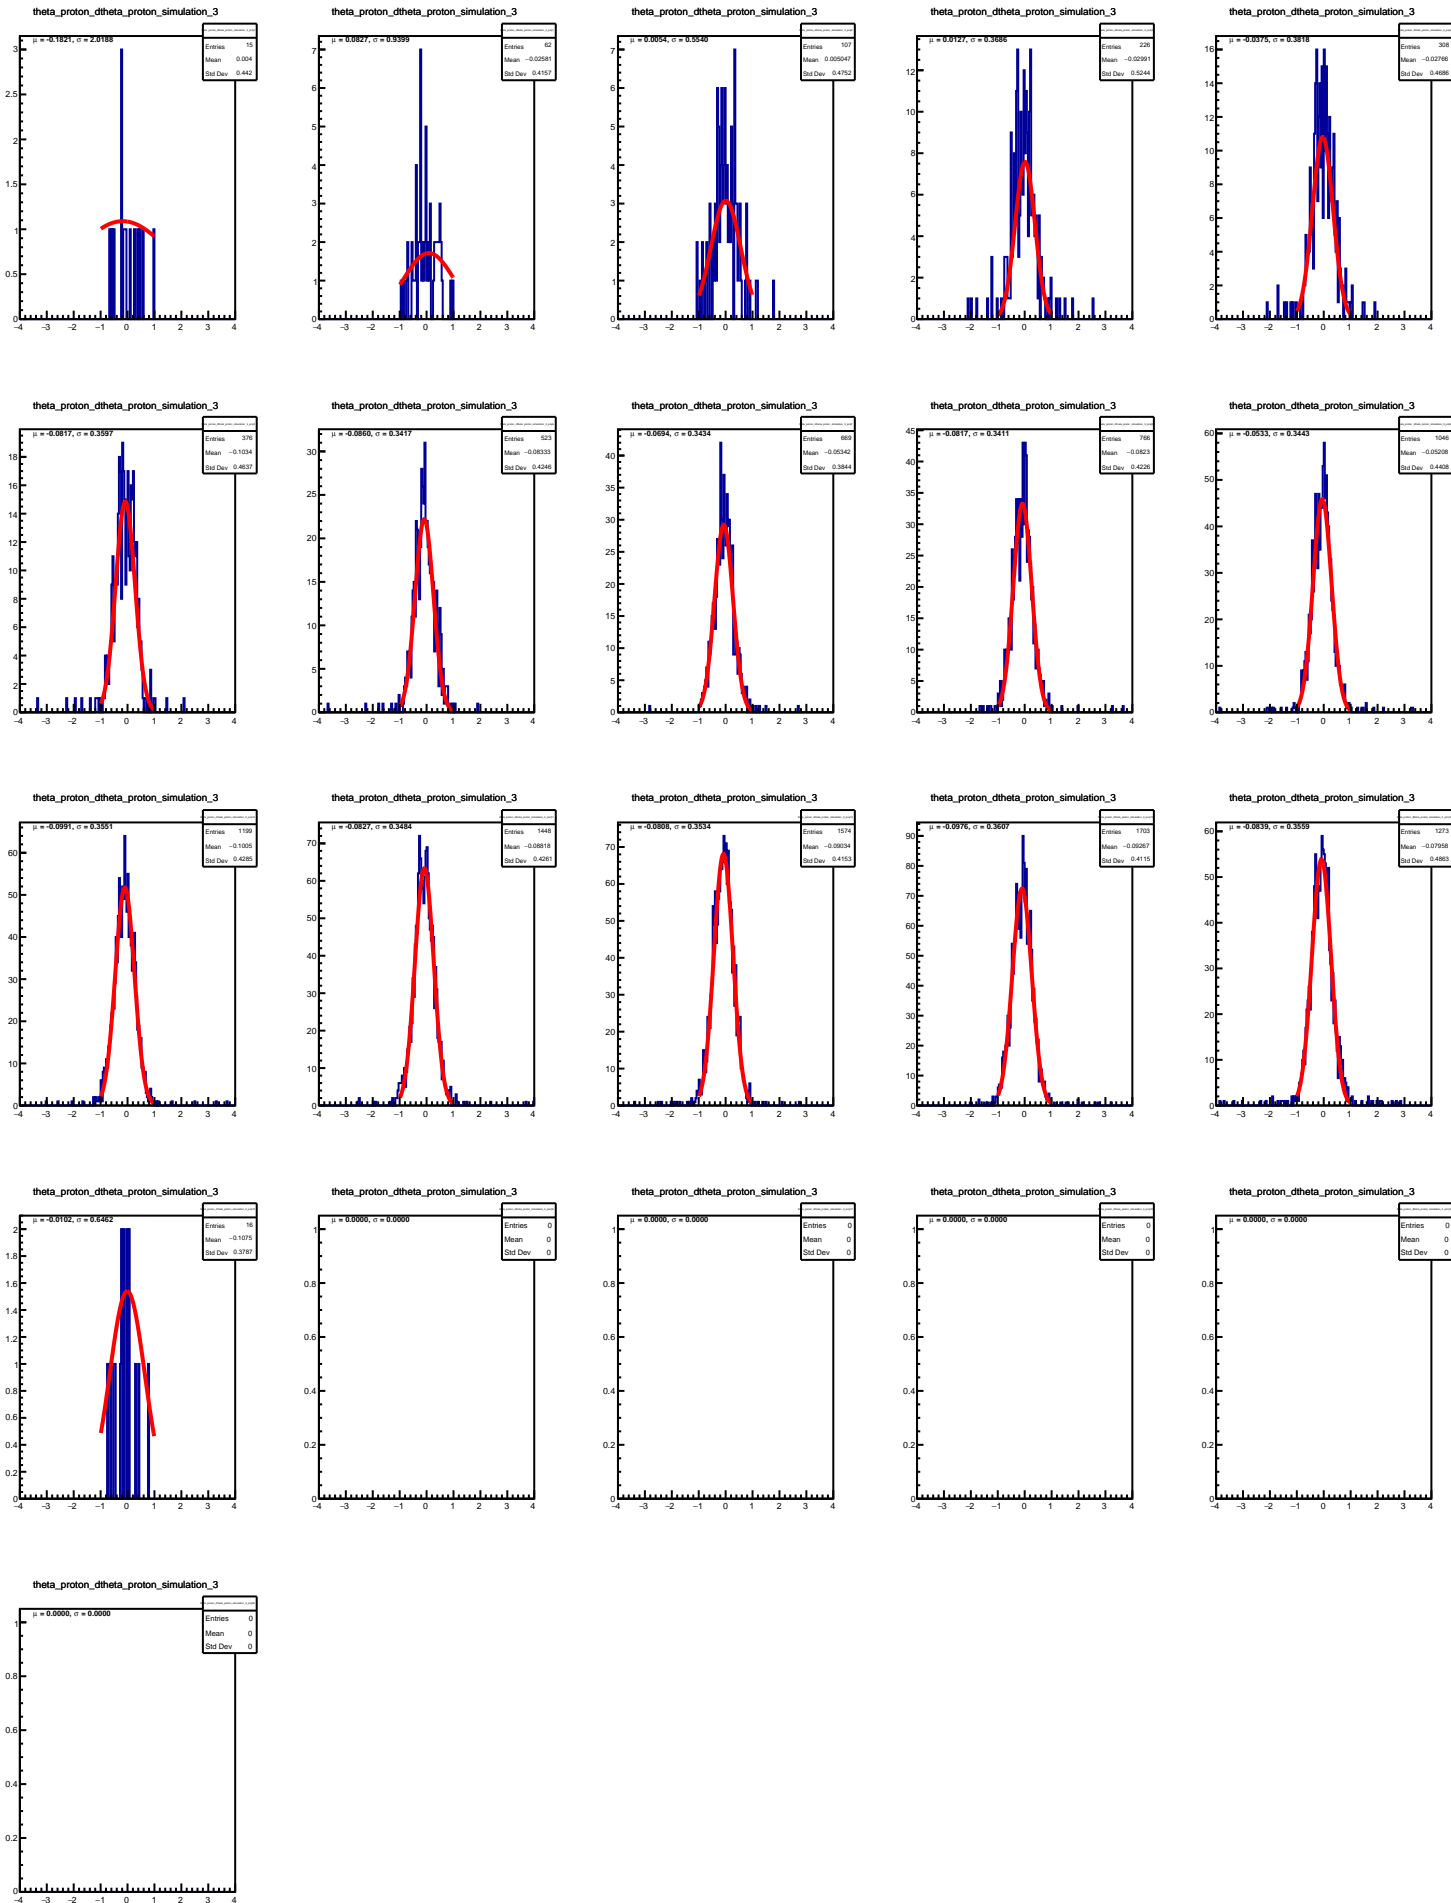 theta_proton_dtheta_proton_simulation_3
μ = -0.1821, σ = 2.0188
Entries 15
Mean 0.004
Std Dev 0.442
theta_proton_dtheta_proton_simulation_3
μ = 0.0827, σ = 0.9399
Entries 62
Mean −0.02581
Std Dev 0.4157
theta_proton_dtheta_proton_simulation_3
μ = 0.0054, σ = 0.5540
Entries 107
Mean 0.005047
Std Dev 0.4752
theta_proton_dtheta_proton_simulation_3
μ = 0.0127, σ = 0.3686
Entries 226
Mean −0.02991
Std Dev 0.5244
theta_proton_dtheta_proton_simulation_3
μ = -0.0375, σ = 0.3818
Entries 308
Mean −0.02766
Std Dev 0.4686
theta_proton_dtheta_proton_simulation_3
μ = -0.0817, σ = 0.3597
Entries 376
Mean −0.1034
Std Dev 0.4637
theta_proton_dtheta_proton_simulation_3
μ = -0.0860, σ = 0.3417
Entries 523
Mean −0.08333
Std Dev 0.4246
theta_proton_dtheta_proton_simulation_3
μ = -0.0694, σ = 0.3434
Entries 669
Mean −0.05342
Std Dev 0.3844
theta_proton_dtheta_proton_simulation_3
μ = -0.0817, σ = 0.3411
Entries 766
Mean −0.0823
Std Dev 0.4226
theta_proton_dtheta_proton_simulation_3
μ = -0.0533, σ = 0.3443
Entries 1046
Mean −0.05208
Std Dev 0.4408
theta_proton_dtheta_proton_simulation_3
μ = -0.0991, σ = 0.3551
Entries 1199
Mean −0.1005
Std Dev 0.4285
theta_proton_dtheta_proton_simulation_3
μ = -0.0827, σ = 0.3484
Entries 1448
Mean −0.08818
Std Dev 0.4261
theta_proton_dtheta_proton_simulation_3
μ = -0.0808, σ = 0.3534
Entries 1574
Mean −0.09034
Std Dev 0.4153
theta_proton_dtheta_proton_simulation_3
μ = -0.0976, σ = 0.3607
Entries 1703
Mean −0.09267
Std Dev 0.4115
theta_proton_dtheta_proton_simulation_3
μ = -0.0839, σ = 0.3559
Entries 1273
Mean −0.07958
Std Dev 0.4863
theta_proton_dtheta_proton_simulation_3
μ = -0.0102, σ = 0.6462
Entries 16
Mean −0.1075
Std Dev 0.3787
theta_proton_dtheta_proton_simulation_3
μ = 0.0000, σ = 0.0000
Entries 0
Mean 0
Std Dev 0
theta_proton_dtheta_proton_simulation_3
μ = 0.0000, σ = 0.0000
Entries 0
Mean 0
Std Dev 0
theta_proton_dtheta_proton_simulation_3
μ = 0.0000, σ = 0.0000
Entries 0
Mean 0
Std Dev 0
theta_proton_dtheta_proton_simulation_3
μ = 0.0000, σ = 0.0000
Entries 0
Mean 0
Std Dev 0
theta_proton_dtheta_proton_simulation_3
μ = 0.0000, σ = 0.0000
Entries 0
Mean 0
Std Dev 0